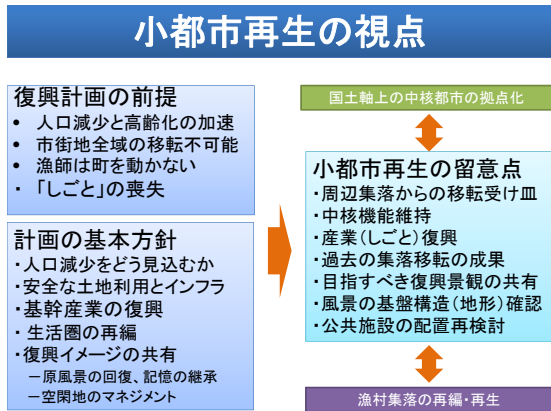 小都市再生の視点
復興計画の前提
• 人口減少と高齢化の加速
• 市街地全域の移転不可能
• 漁師は町を動かない
・「しごと」の喪失
計画の基本方針
・人口減少をどう見込むか
・安全な土地利用とインフラ
・基幹産業の復興
・生活圏の再編
・復興イメージの共有
－原風景の回復、記憶の継承
－空閑地のマネジメント
国土軸上の中核都市の拠点化
小都市再生の留意点
・周辺集落からの移転受け皿
・中核機能維持
・産業(しごと)復興
・過去の集落移転の成果
・目指すべき復興景観の共有
・風景の基盤構造(地形)確認
・公共施設の配置再検討
漁村集落の再編・再生